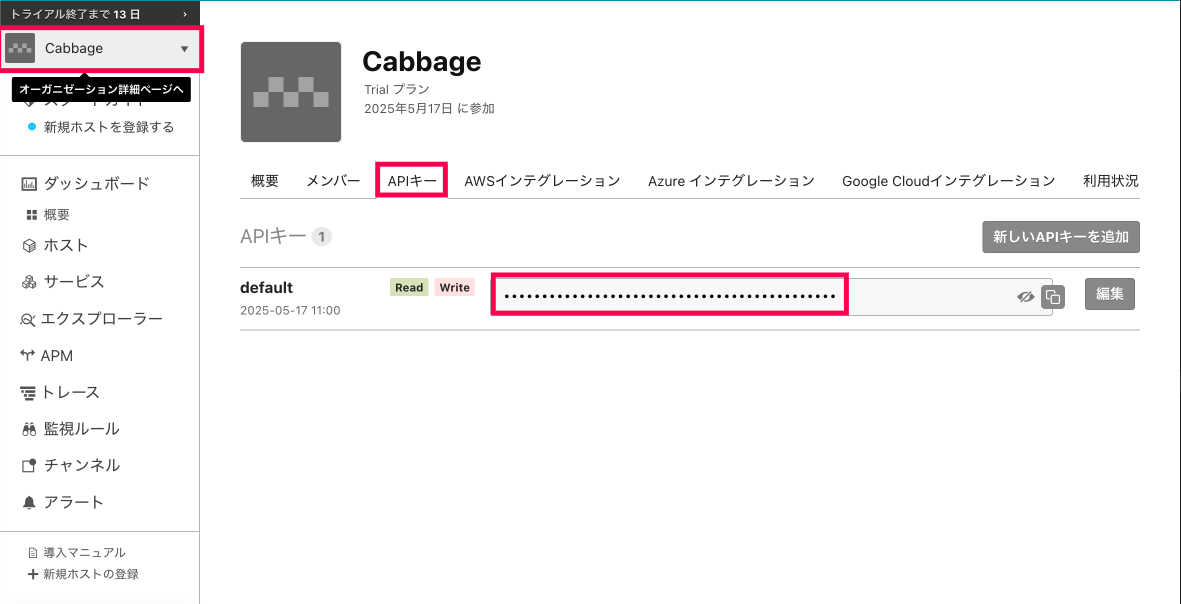 トライアル終了まで 13 日 ›
Cabbage ▼
オーガニゼーション詳細ページへ
新規ホストを登録する
ダッシュボード
概要
ホスト
サービス
エクスプローラー
APM
トレース
監視ルール
チャンネル
アラート
導入マニュアル
新規ホストの登録
Cabbage
Trial プラン
2025年5月17日 に参加
概要 メンバー APIキー AWSインテグレーション Azure インテグレーション Google Cloudインテグレーション 利用状況
APIキー 1 新しいAPIキーを追加
default Read Write •••••••••••••••••••••••••••••••••••••••••••• 編集
2025-05-17 11:00